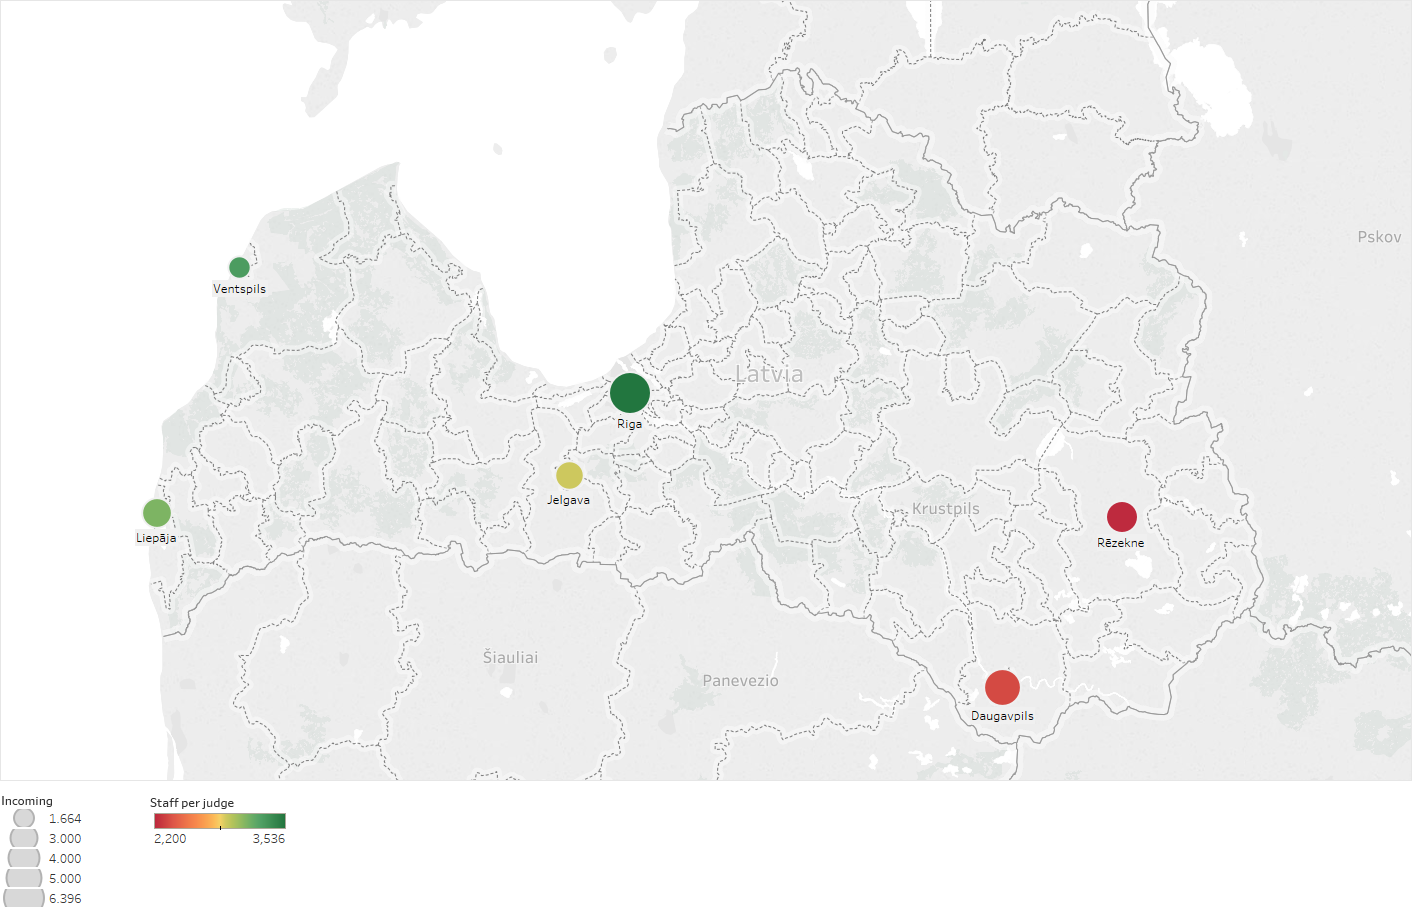 Pskov
Ventspils
Latvia
Rīga
Jelgava
Krustpils
Liepāja
Rēzekne
Šiauliai
Panevezio
Daugavpils
Incoming
1.664
3.000
4.000
5.000
6.396
Staff per judge
2,200 3,536